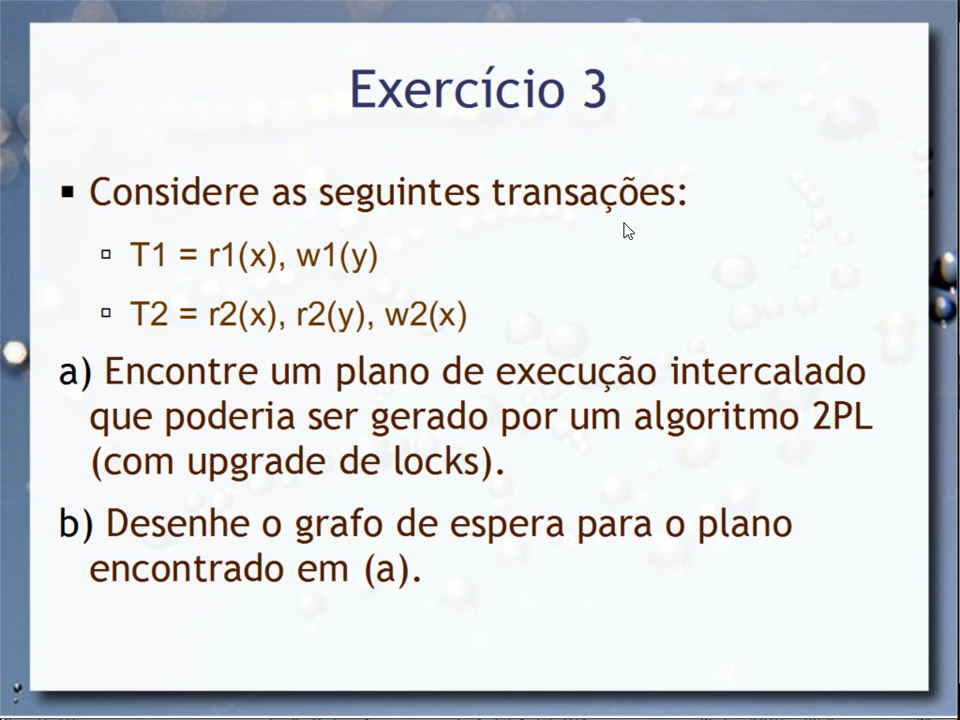 Exercício 3
▪ Considere as seguintes transações:
▫ T1 = r1(x), w1(y)
▫ T2 = r2(x), r2(y), w2(x)
a) Encontre um plano de execução intercalado
que poderia ser gerado por um algoritmo 2PL
(com upgrade de locks).
b) Desenhe o grafo de espera para o plano
encontrado em (a).